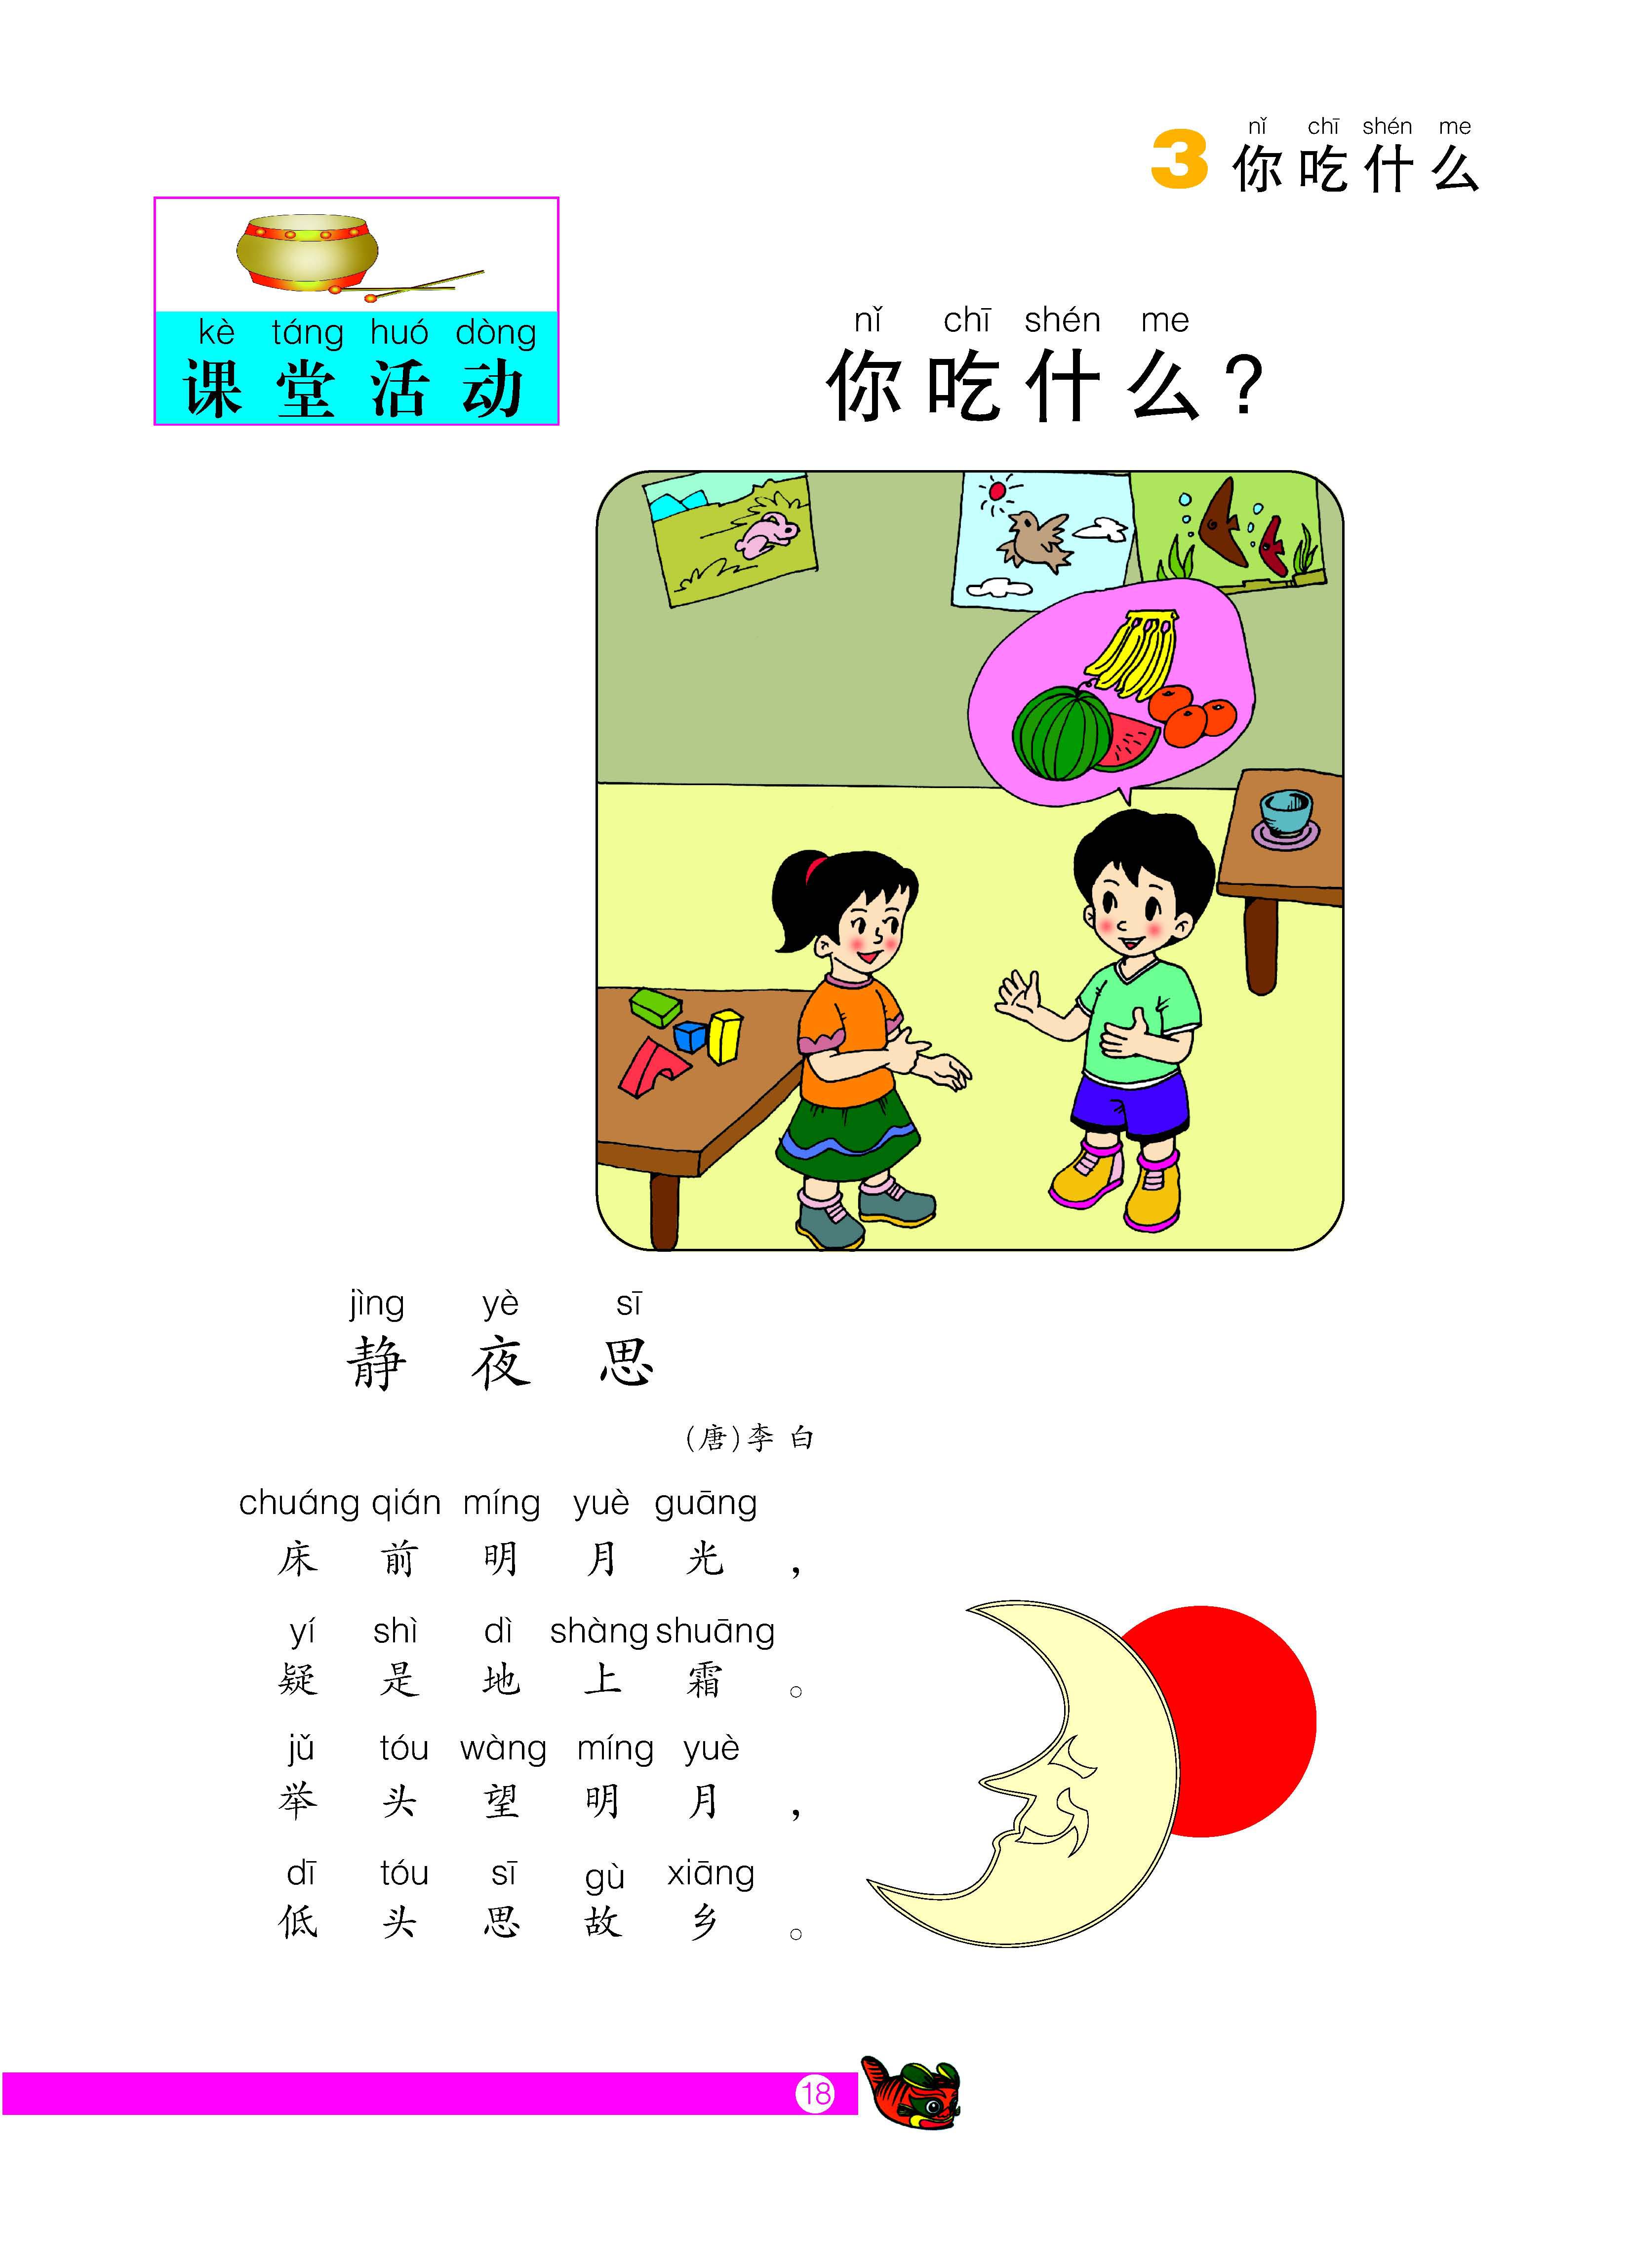 nǐ chī shén me
3 你吃什么
kè táng huó dòng
课堂活动
nǐ chī shén me
你吃什么？
jìng yè sī
静夜思
（唐）李白
chuáng qián míng yuè guāng
床前明月光，
yí shì dì shàng shuāng
疑是地上霜。
jǔ tóu wàng míng yuè
举头望明月，
dī tóu sī gù xiāng
低头思故乡。
18